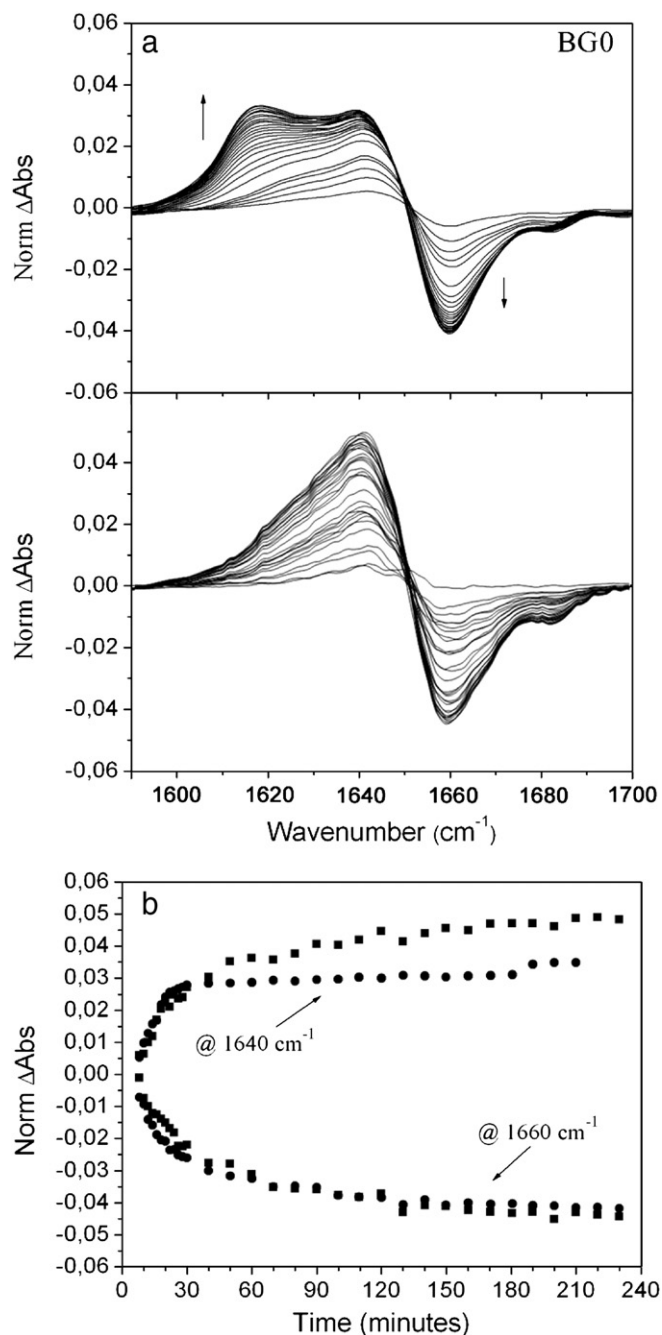 a
BG0
0,06
0,04
0,02
0,00
-0,02
-0,04
-0.06
Norm ΔAbs
0,04
0,02
0.00
-0,02
-0,04
-0,06
Norm ΔAbs
1600 1620 1640 1660 1680 1700
Wavenumber (cm⁻¹)
b
0,06
0,05
0,04
0,03
0,02
0,01
0,00
-0,01
-0,02
-0,03
-0,04
-0,05
-0,06
Norm ΔAbs
@ 1640 cm⁻¹
@ 1660 cm⁻¹
0 30 60 90 120 150 180 210 240
Time (minutes)